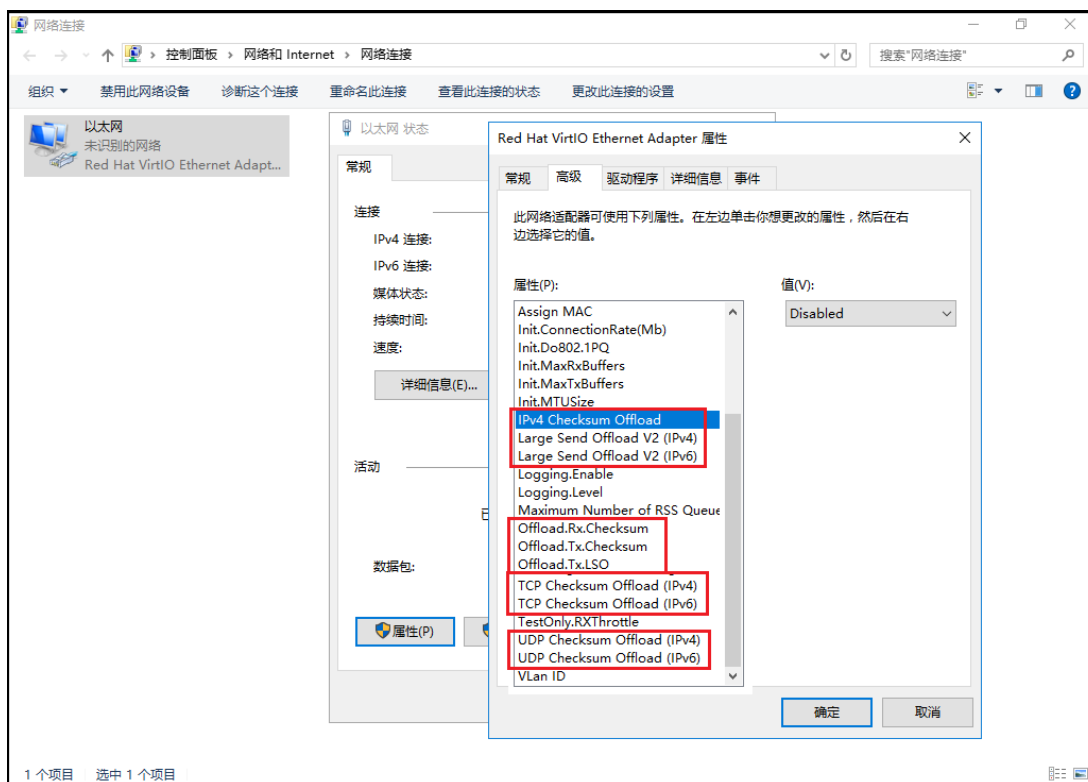 网络连接
控制面板 › 网络和 Internet › 网络连接
搜索"网络连接"
组织 禁用此网络设备 诊断这个连接 重命名此连接 查看此连接的状态 更改此连接的设置
以太网
未识别的网络
Red Hat VirtIO Ethernet Adapt...
以太网 状态
常规
连接
IPv4 连接:
IPv6 连接:
媒体状态:
持续时间:
速度:
详细信息(E)...
活动
数据包:
属性(P)
Red Hat VirtIO Ethernet Adapter 属性
常规 高级 驱动程序 详细信息 事件
此网络适配器可使用下列属性。在左边单击你想更改的属性，然后在右
边选择它的值。
属性(P):
值(V):
Assign MAC
Disabled
Init.ConnectionRate(Mb)
Init.Do802.1PQ
Init.MaxRxBuffers
Init.MaxTxBuffers
Init.MTUSize
IPv4 Checksum Offload
Large Send Offload V2 (IPv4)
Large Send Offload V2 (IPv6)
Logging.Enable
Logging.Level
Maximum Number of RSS Queue
Offload.Rx.Checksum
Offload.Tx.Checksum
Offload.Tx.LSO
TCP Checksum Offload (IPv4)
TCP Checksum Offload (IPv6)
TestOnly.RXThrottle
UDP Checksum Offload (IPv4)
UDP Checksum Offload (IPv6)
VLan ID
确定 取消
1 个项目 选中 1 个项目